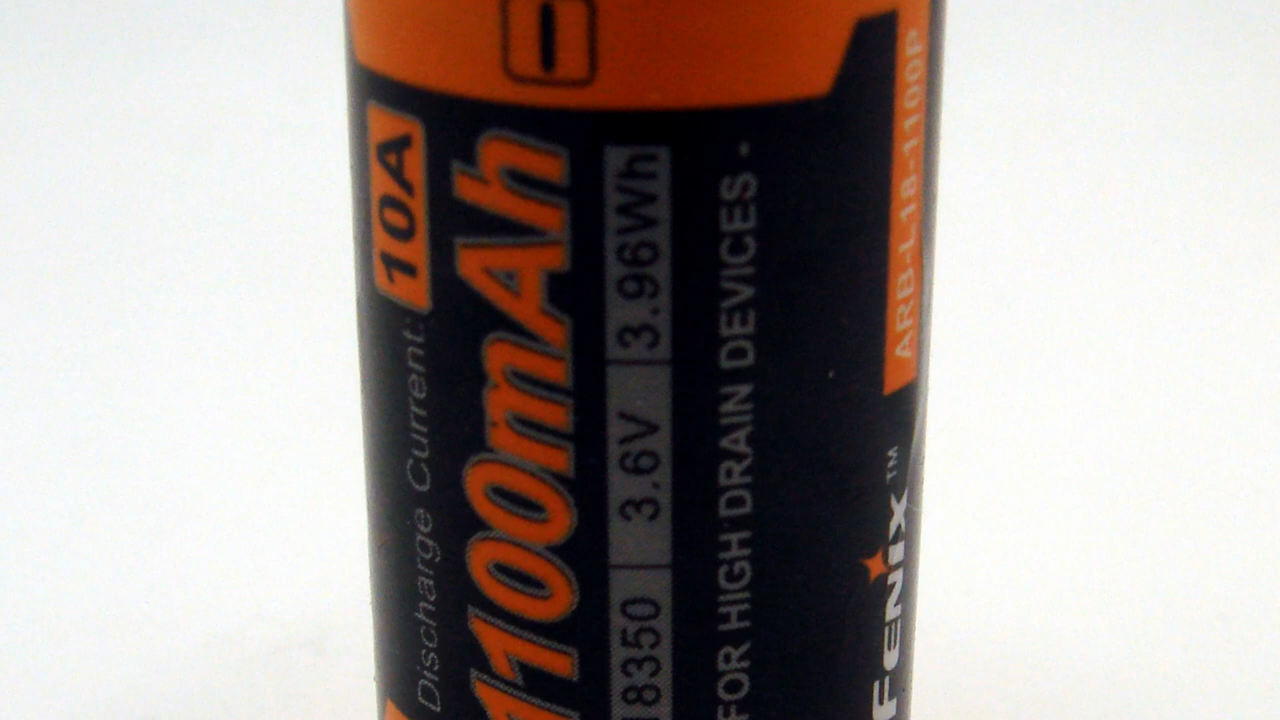 Discharge Current: 10A
1100mAh
18350 3.6V 3.96Wh
FOR HIGH DRAIN DEVICES -
FENIX™ ARB-L18-1100P